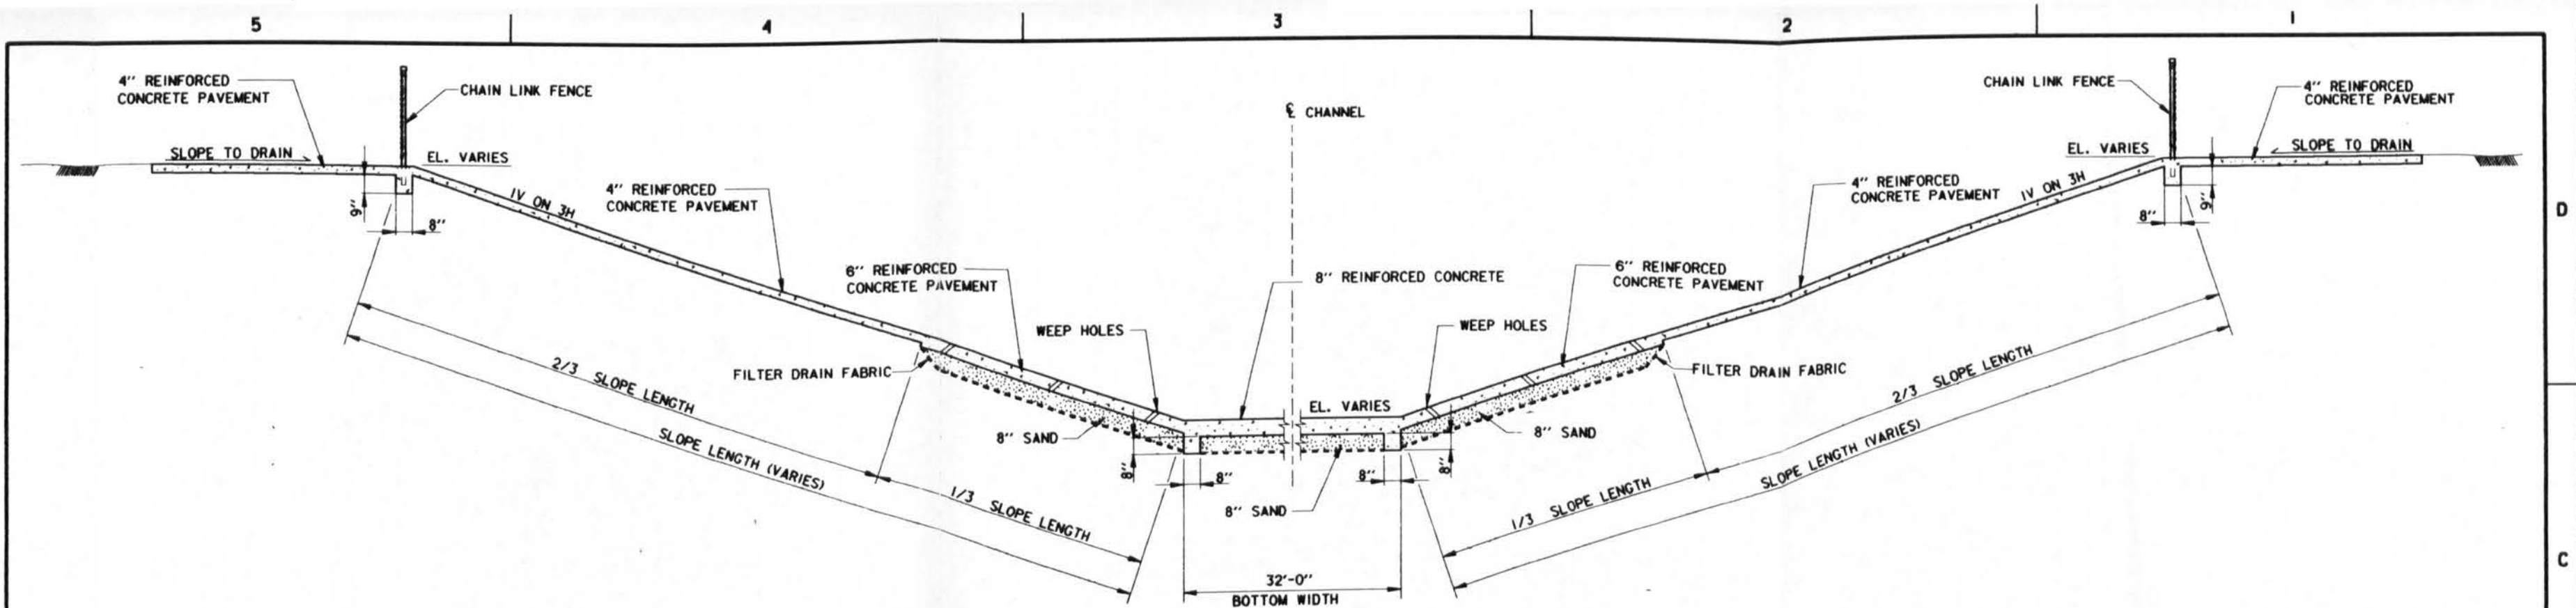 5
4
3
2
1
4" REINFORCED
CONCRETE PAVEMENT
CHAIN LINK FENCE
℄ CHANNEL
CHAIN LINK FENCE
4" REINFORCED
CONCRETE PAVEMENT
SLOPE TO DRAIN
EL. VARIES
EL. VARIES
SLOPE TO DRAIN
9"
8"
1V ON 3H
4" REINFORCED
CONCRETE PAVEMENT
4" REINFORCED
CONCRETE PAVEMENT
1V ON 3H
8"
9"
D
6" REINFORCED
CONCRETE PAVEMENT
8" REINFORCED CONCRETE
6" REINFORCED
CONCRETE PAVEMENT
WEEP HOLES
WEEP HOLES
FILTER DRAIN FABRIC
FILTER DRAIN FABRIC
EL. VARIES
2/3 SLOPE LENGTH
SLOPE LENGTH (VARIES)
1/3 SLOPE LENGTH
8" SAND
8"
8"
8" SAND
8"
8"
8" SAND
2/3 SLOPE LENGTH
SLOPE LENGTH (VARIES)
1/3 SLOPE LENGTH
32'-0"
BOTTOM WIDTH
C